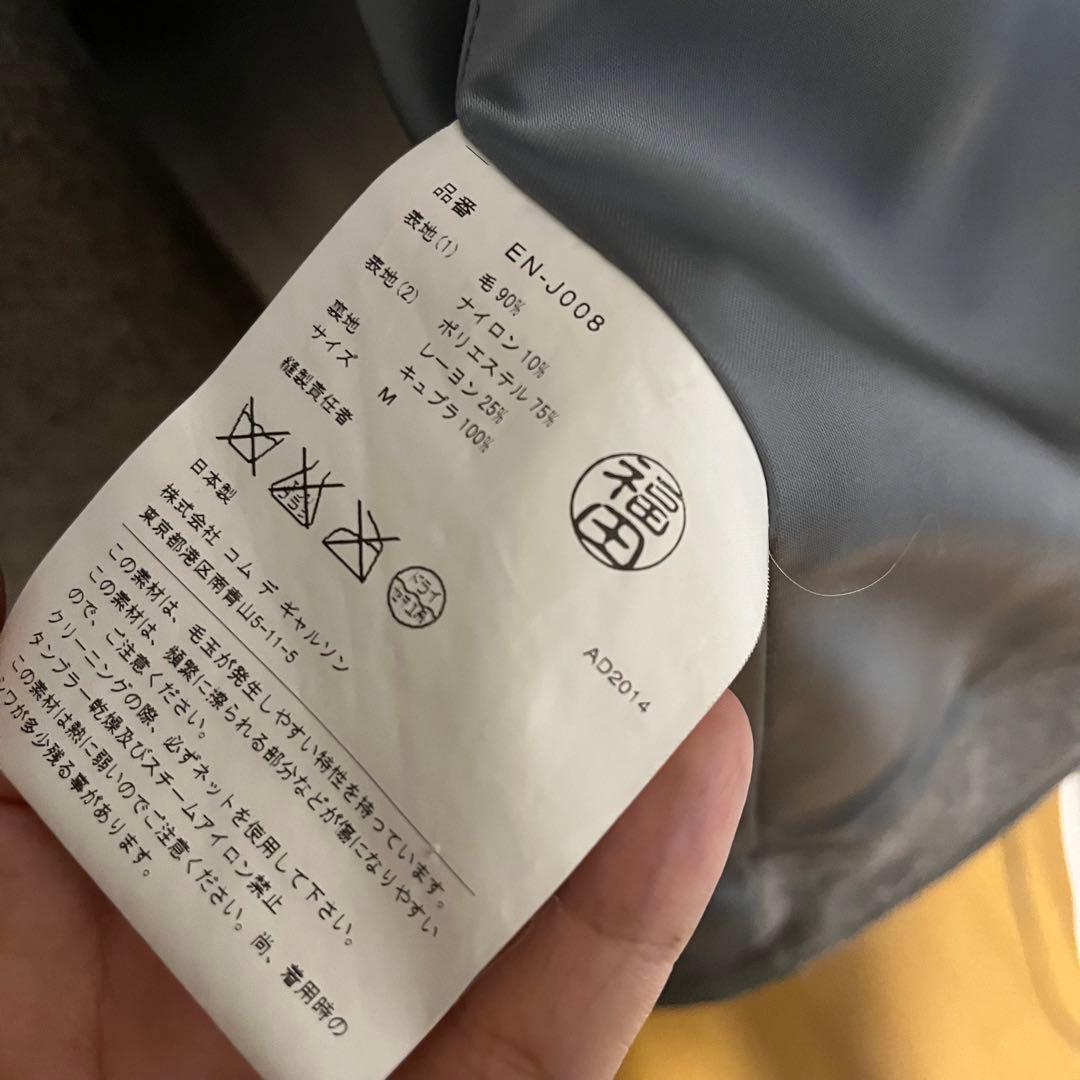 品番 EN-J008
表地(1) 毛 90%
ナイロン 10%
表地(2) ポリエステル 75%
レーヨン 25%
裏地 キュプラ 100%
サイズ M
縫製責任者
福田
ドライ
セキユ系
日本製
株式会社 コム デ ギャルソン
東京都港区南青山5-11-5
AD2014
この素材は、毛玉が発生しやすい特性を持っています。
この素材は、頻繁に擦られる部分などが傷になりやすい
ので、ご注意ください。
クリーニングの際、必ずネットを使用して下さい。
タンブラー乾燥及びスチームアイロン禁止
この素材は熱に弱いのでご注意ください。尚、着用時の
シワが多少残る事があります。